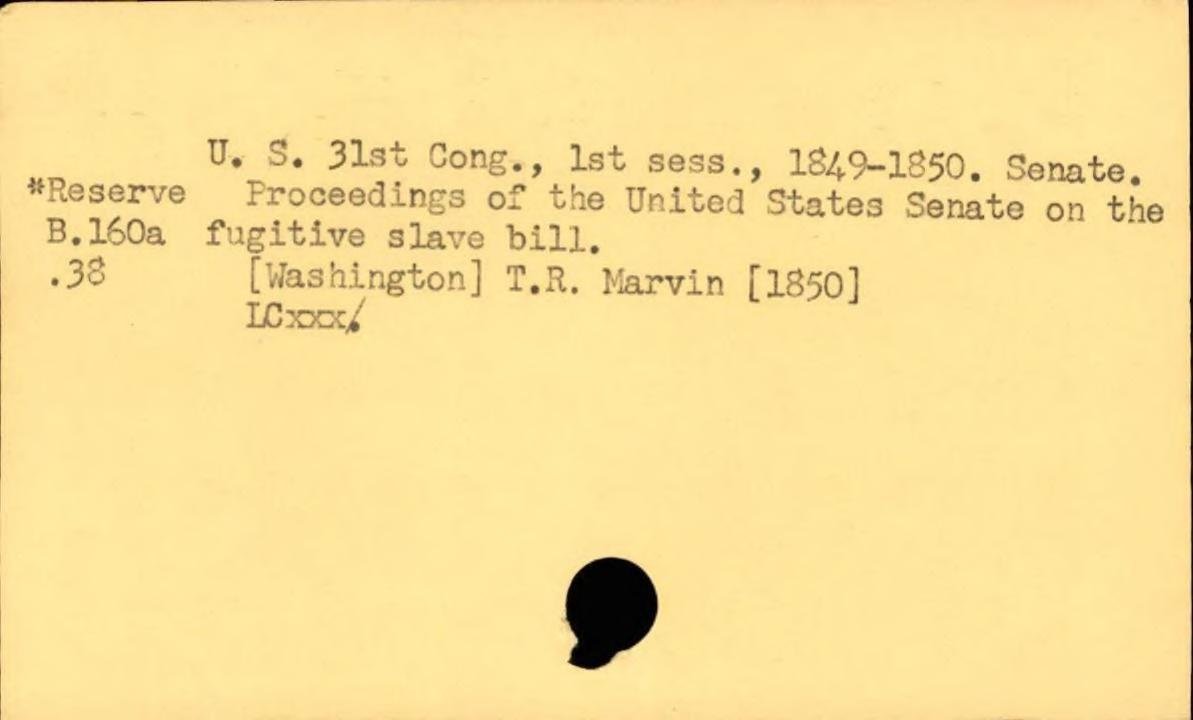 U. S. 31st Cong., 1st sess., 1849-1850. Senate.
*Reserve Proceedings of the United States Senate on the
B.160a fugitive slave bill.
.38 [Washington] T.R. Marvin [1850]
LCxxx/.